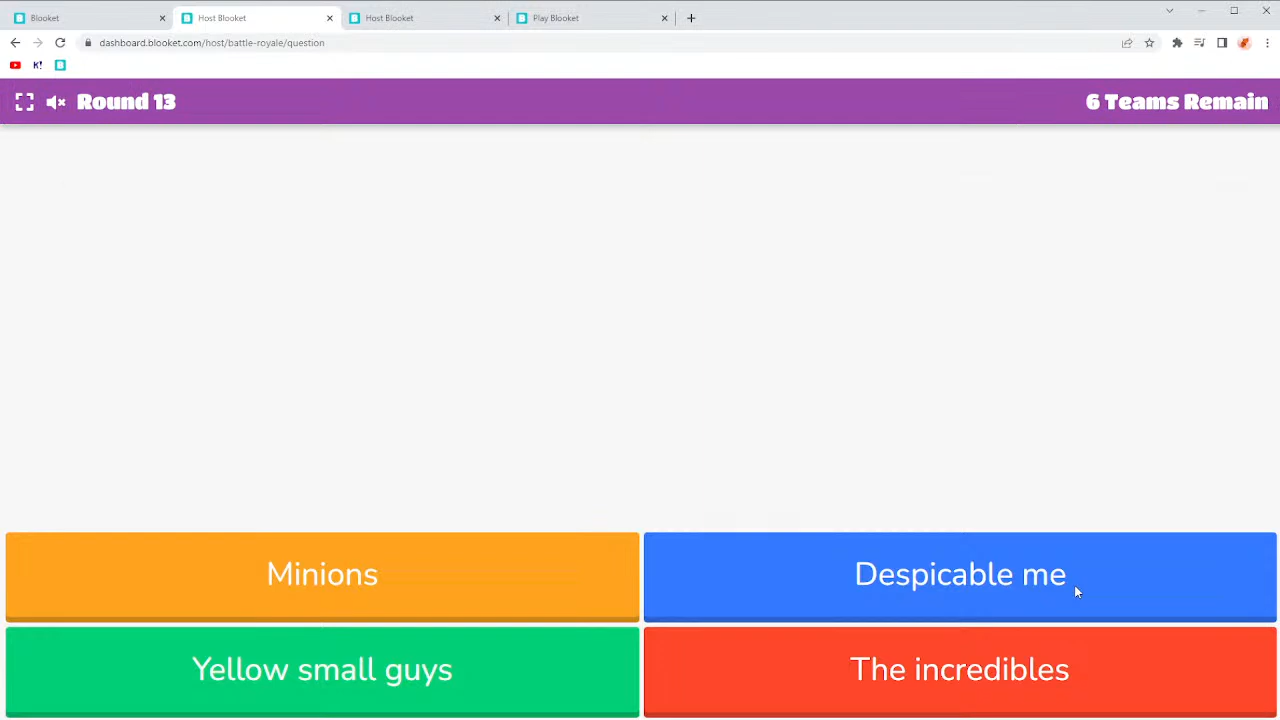 Blooket
Host Blooket
Host Blooket
Play Blooket
dashboard.blooket.com/host/battle-royale/question
K!
Round 13
6 Teams Remain
Minions
Despicable me
Yellow small guys
The incredibles